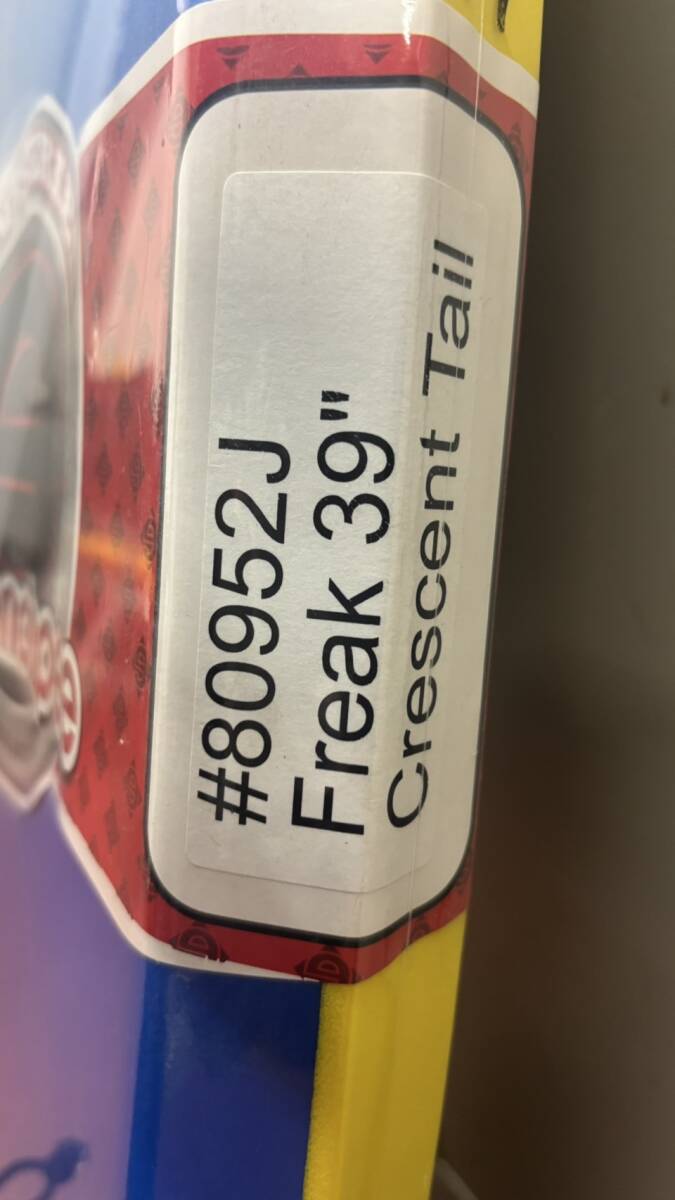 #80952J
Freak 39"
Crescent Tail